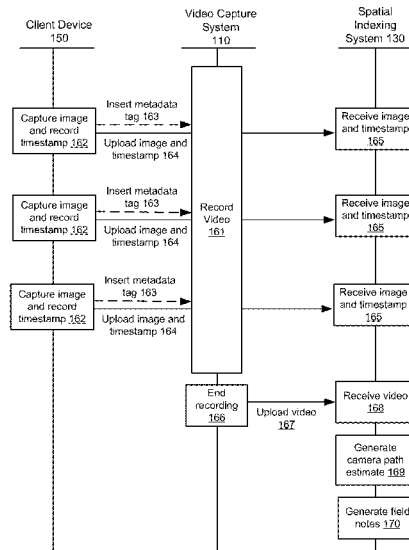 Client Device
150
Video Capture
System
110
Spatial
Indexing
System 130
Capture image
and record
timestamp 162
Insert metadata
tag 163
Upload image and
timestamp 164
Receive image
and timestamp
165
Capture image
and record
timestamp 162
Insert metadata
tag 163
Upload image and
timestamp 164
Record
Video
161
Receive image
and timestamp
165
Capture image
and record
timestamp 162
Insert metadata
tag 163
Upload image and
timestamp 164
Receive image
and timestamp
165
End
recording
166
Upload video
167
Receive video
168
Generate
camera path
estimate 169
Generate field
notes 170